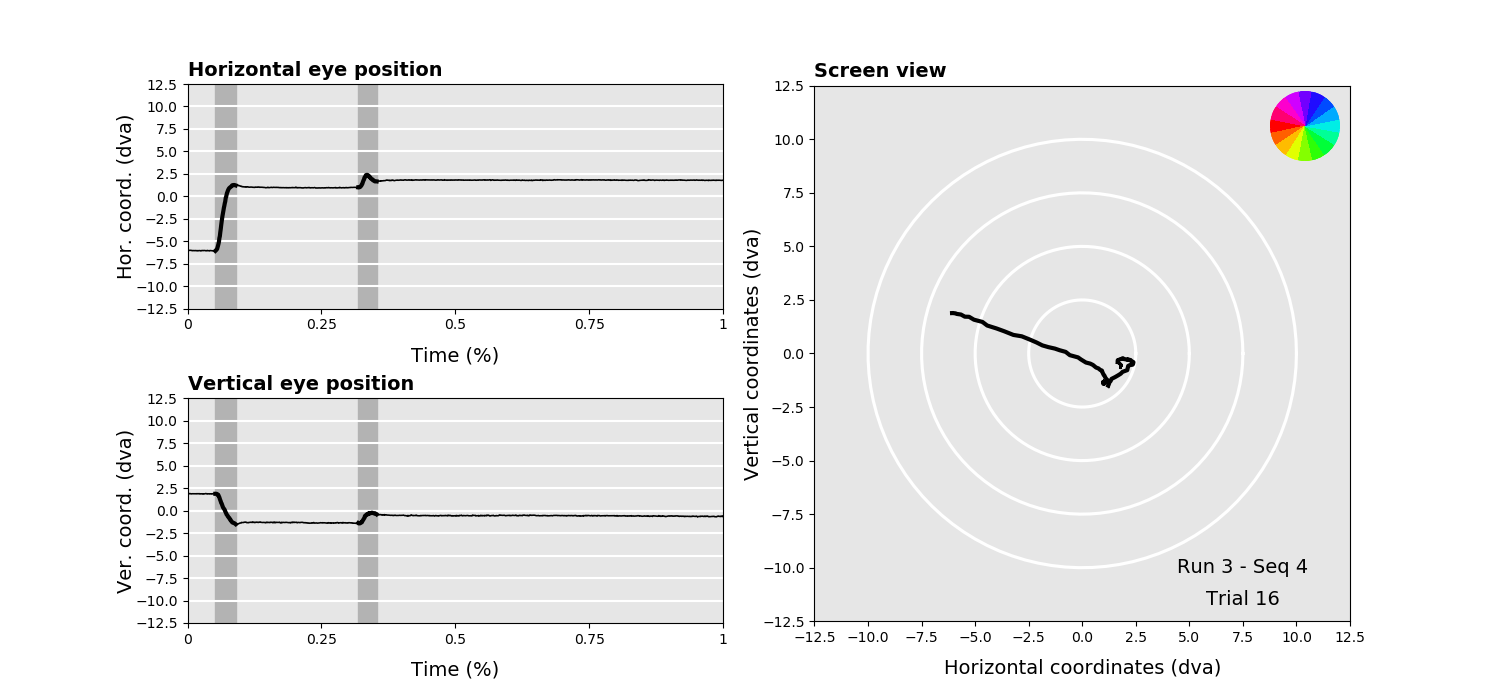 Horizontal eye position
12.5
10.0
7.5
5.0
2.5
0.0
−2.5
−5.0
−7.5
−10.0
−12.5
Hor. coord. (dva)
0 0.25 0.5 0.75 1
Time (%)
Vertical eye position
12.5
10.0
7.5
5.0
2.5
0.0
−2.5
−5.0
−7.5
−10.0
−12.5
Ver. coord. (dva)
0 0.25 0.5 0.75 1
Time (%)
Screen view
12.5
10.0
7.5
5.0
2.5
0.0
−2.5
−5.0
−7.5
−10.0
−12.5
Vertical coordinates (dva)
Run 3 - Seq 4
Trial 16
−12.5 −10.0 −7.5 −5.0 −2.5 0.0 2.5 5.0 7.5 10.0 12.5
Horizontal coordinates (dva)